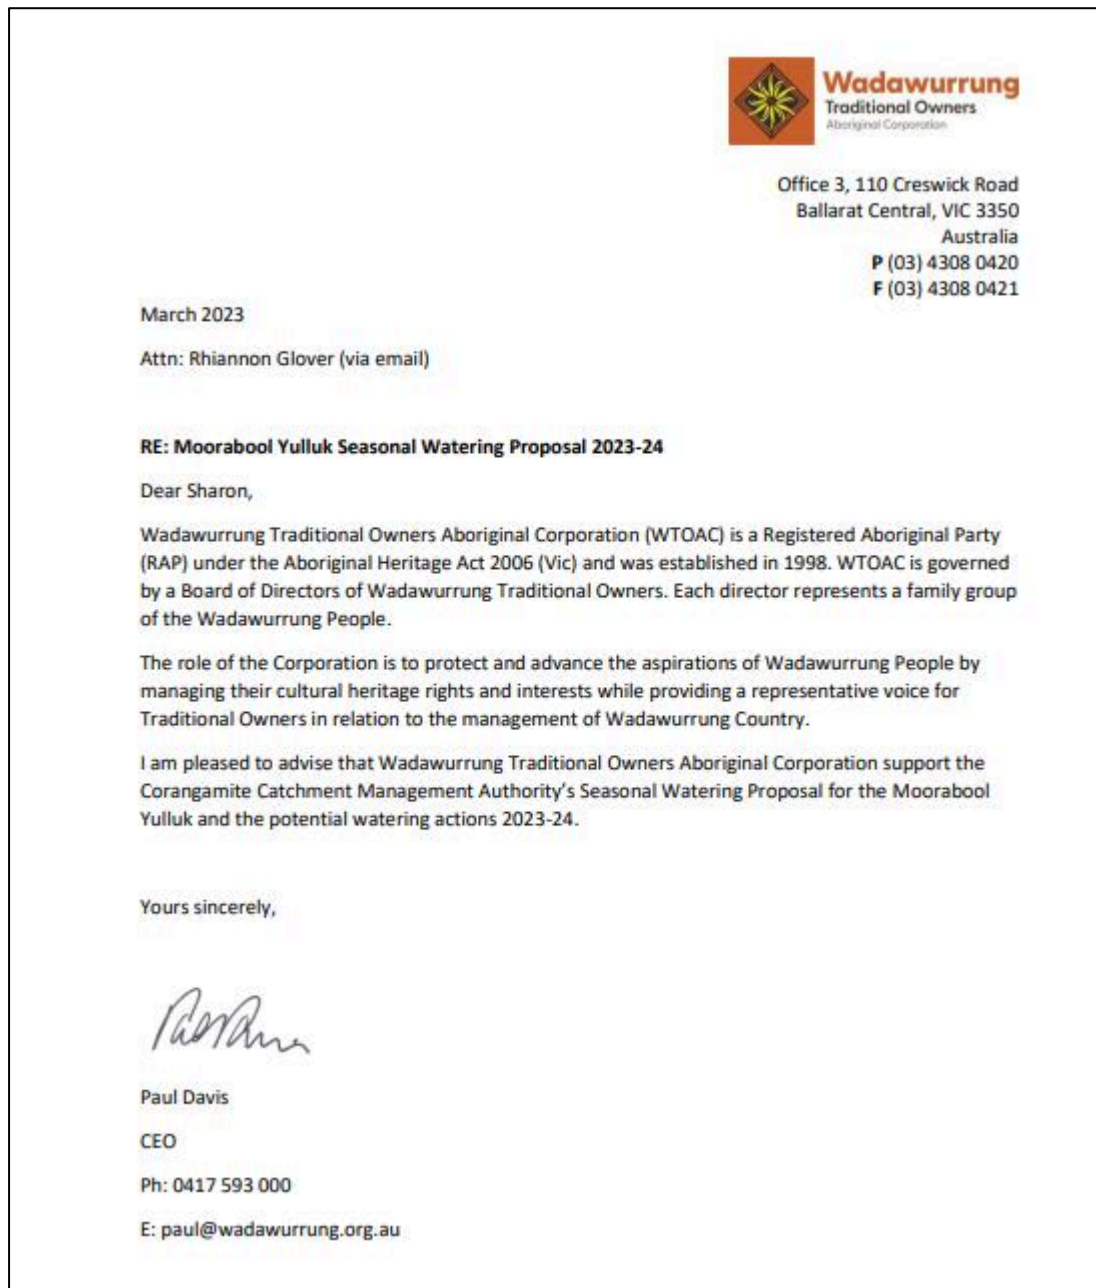 Wadawurrung
Traditional Owners
Aboriginal Corporation
Office 3, 110 Creswick Road
Ballarat Central, VIC 3350
Australia
P (03) 4308 0420
F (03) 4308 0421
March 2023
Attn: Rhiannon Glover (via email)
RE: Moorabool Yulluk Seasonal Watering Proposal 2023-24
Dear Sharon,
Wadawurrung Traditional Owners Aboriginal Corporation (WTOAC) is a Registered Aboriginal Party
(RAP) under the Aboriginal Heritage Act 2006 (Vic) and was established in 1998. WTOAC is governed
by a Board of Directors of Wadawurrung Traditional Owners. Each director represents a family group
of the Wadawurrung People.
The role of the Corporation is to protect and advance the aspirations of Wadawurrung People by
managing their cultural heritage rights and interests while providing a representative voice for
Traditional Owners in relation to the management of Wadawurrung Country.
I am pleased to advise that Wadawurrung Traditional Owners Aboriginal Corporation support the
Corangamite Catchment Management Authority's Seasonal Watering Proposal for the Moorabool
Yulluk and the potential watering actions 2023-24.
Yours sincerely,
Paul Davis
CEO
Ph: 0417 593 000
E: paul@wadawurrung.org.au